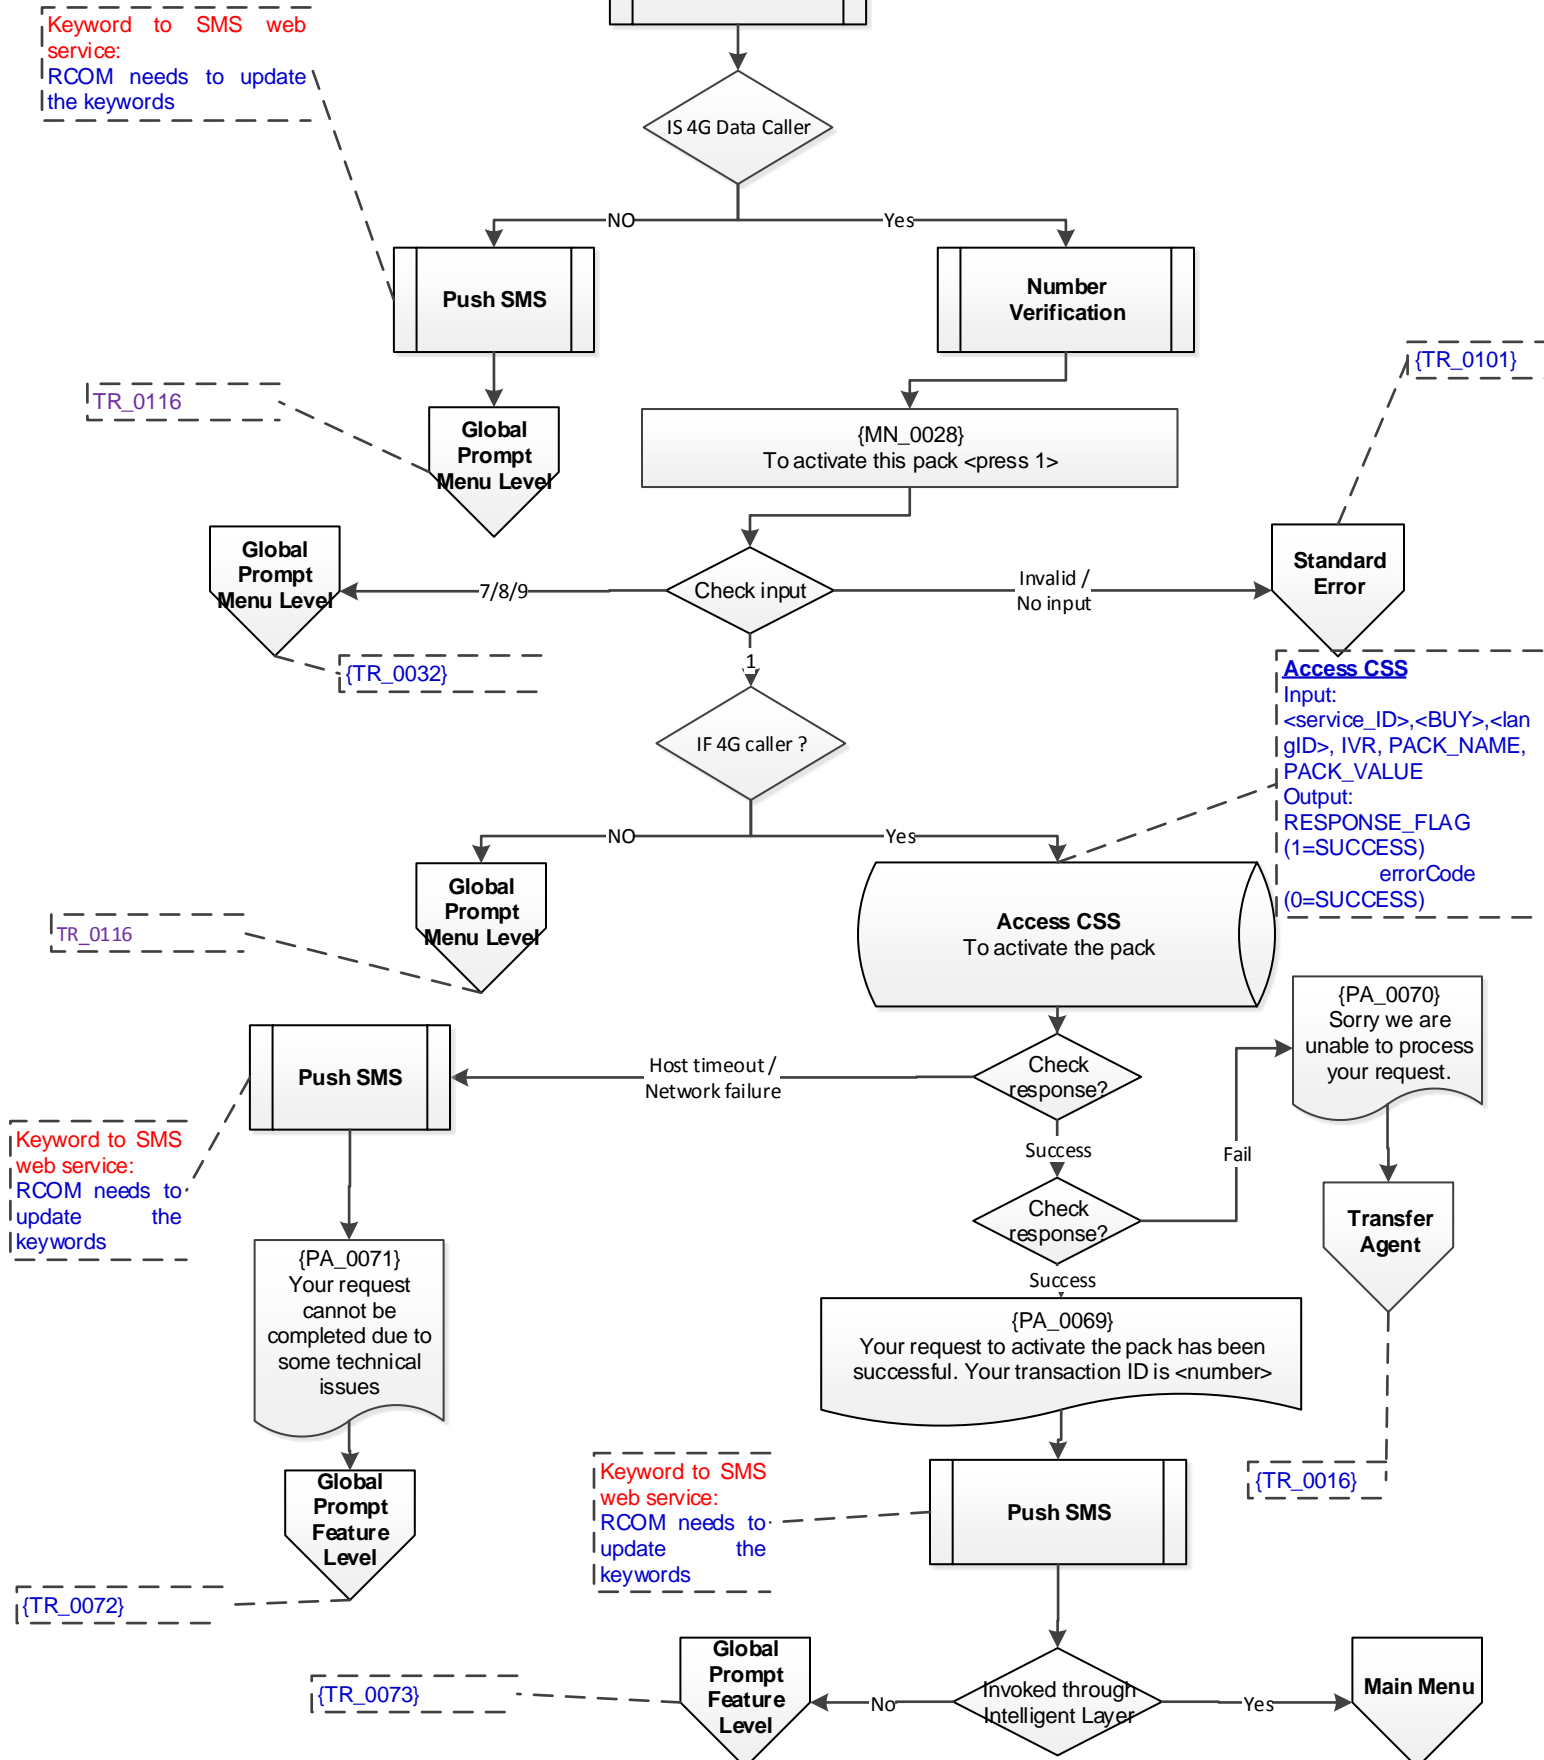 Keyword to SMS web
service:
RCOM needs to update
the keywords
IS 4G Data Caller
NO
Yes
Push SMS
Number
Verification
{TR_0101}
TR_0116
Global
Prompt
Menu Level
{MN_0028}
To activate this pack <press 1>
Global
Prompt
Menu Level
7/8/9
Check input
Invalid /
No input
Standard
Error
{TR_0032}
1
IF 4G caller ?
Access CSS
Input:
<service_ID>,<BUY>,<lan
gID>, IVR, PACK_NAME,
PACK_VALUE
Output:
RESPONSE_FLAG
(1=SUCCESS)
errorCode
(0=SUCCESS)
NO
Yes
Global
Prompt
Menu Level
TR_0116
Access CSS
To activate the pack
{PA_0070}
Sorry we are
unable to process
your request.
Push SMS
Host timeout /
Network failure
Check
response?
Keyword to SMS
web service:
RCOM needs to
update the
keywords
Success
Fail
Check
response?
Transfer
Agent
{PA_0071}
Your request
cannot be
completed due to
some technical
issues
Success
{PA_0069}
Your request to activate the pack has been
successful. Your transaction ID is <number>
Global
Prompt
Feature
Level
Keyword to SMS
web service:
RCOM needs to
update the
keywords
Push SMS
{TR_0016}
{TR_0072}
Global
Prompt
Feature
Level
{TR_0073}
No
Invoked through
Intelligent Layer
Yes
Main Menu